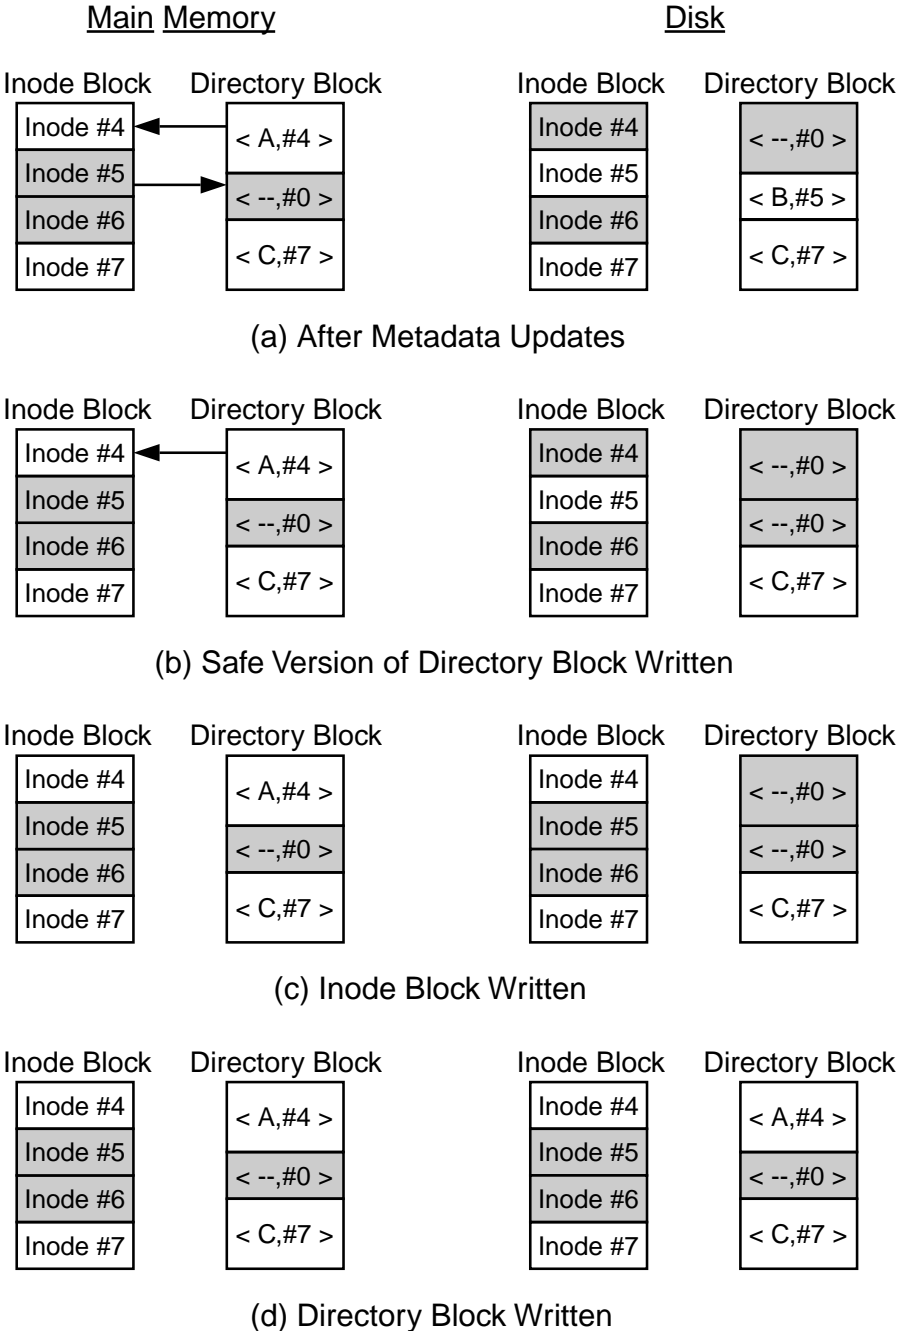 Main Memory Disk
Inode Block Directory Block Inode Block Directory Block
Inode #4 < A,#4 > Inode #4 < --,#0 >
Inode #5 Inode #5
< --,#0 > < B,#5 >
Inode #6 Inode #6
Inode #7 < C,#7 > Inode #7 < C,#7 >
(a) After Metadata Updates
Inode Block Directory Block Inode Block Directory Block
Inode #4 < A,#4 > Inode #4 < --,#0 >
Inode #5 Inode #5
< --,#0 > < --,#0 >
Inode #6 Inode #6
Inode #7 < C,#7 > Inode #7 < C,#7 >
(b) Safe Version of Directory Block Written
Inode Block Directory Block Inode Block Directory Block
Inode #4 < A,#4 > Inode #4 < --,#0 >
Inode #5 Inode #5
< --,#0 > < --,#0 >
Inode #6 Inode #6
Inode #7 < C,#7 > Inode #7 < C,#7 >
(c) Inode Block Written
Inode Block Directory Block Inode Block Directory Block
Inode #4 < A,#4 > Inode #4 < A,#4 >
Inode #5 Inode #5
< --,#0 > < --,#0 >
Inode #6 Inode #6
Inode #7 < C,#7 > Inode #7 < C,#7 >
(d) Directory Block Written